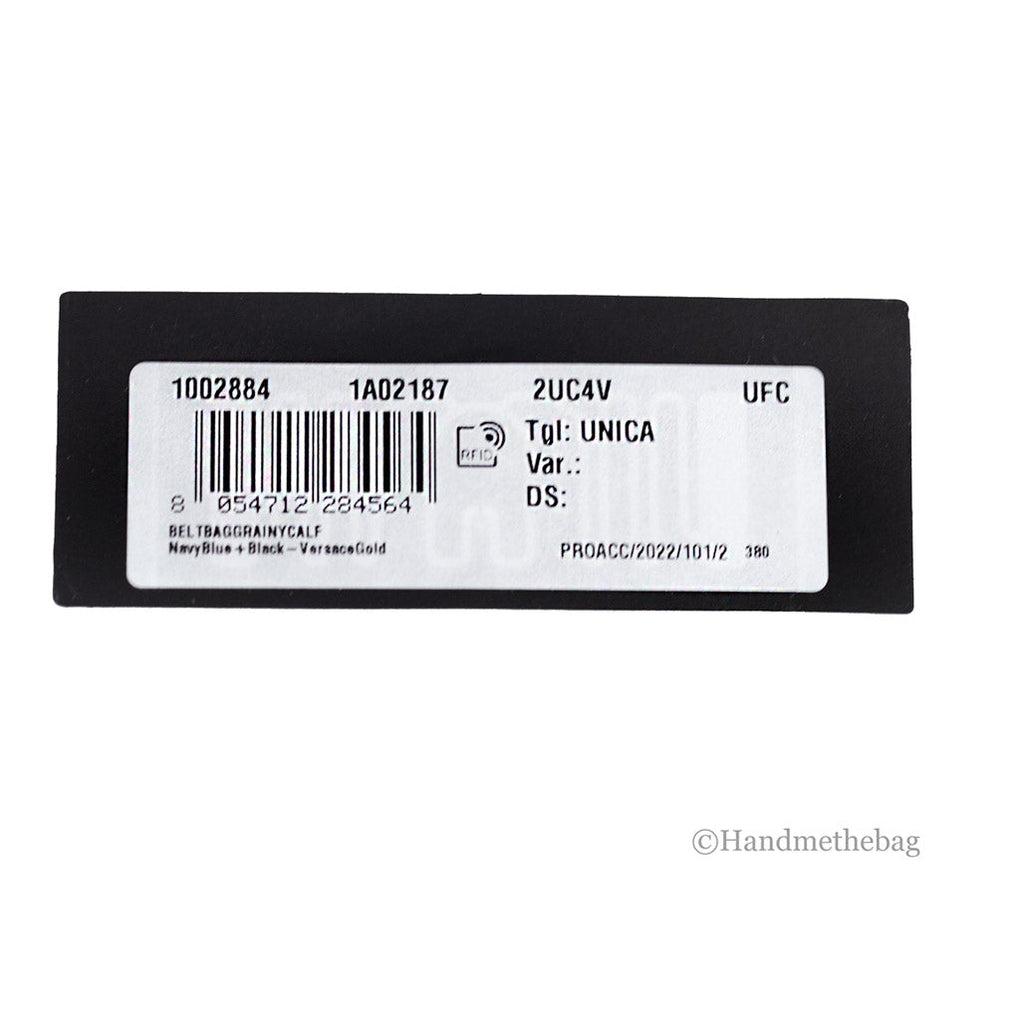 1002884 1A02187 2UC4V UFC
RFID
Tgl: UNICA
Var.:
DS:
8 054712 284564
BELTBAGGRAINYCALF
NavyBlue+Black-VersaceGold
PROACC/2022/101/2 380
©Handmethebag